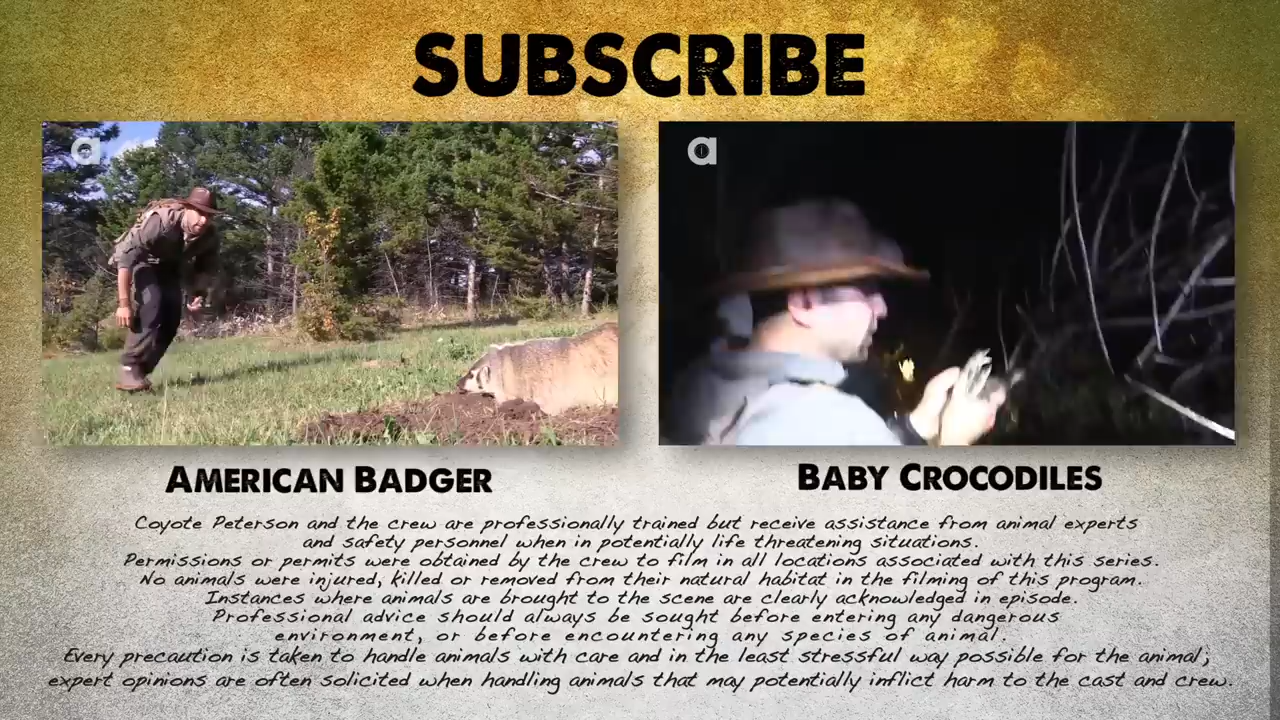 SUBSCRIBE
a
a
AMERICAN BADGER
BABY CROCODILES
Coyote Peterson and the crew are professionally trained but receive assistance from animal experts
and safety personnel when in potentially life threatening situations.
Permissions or permits were obtained by the crew to film in all locations associated with this series.
No animals were injured, killed or removed from their natural habitat in the filming of this program.
Instances where animals are brought to the scene are clearly acknowledged in episode.
Professional advice should always be sought before entering any dangerous
environment, or before encountering any species of animal.
Every precaution is taken to handle animals with care and in the least stressful way possible for the animal;
expert opinions are often solicited when handling animals that may potentially inflict harm to the cast and crew.